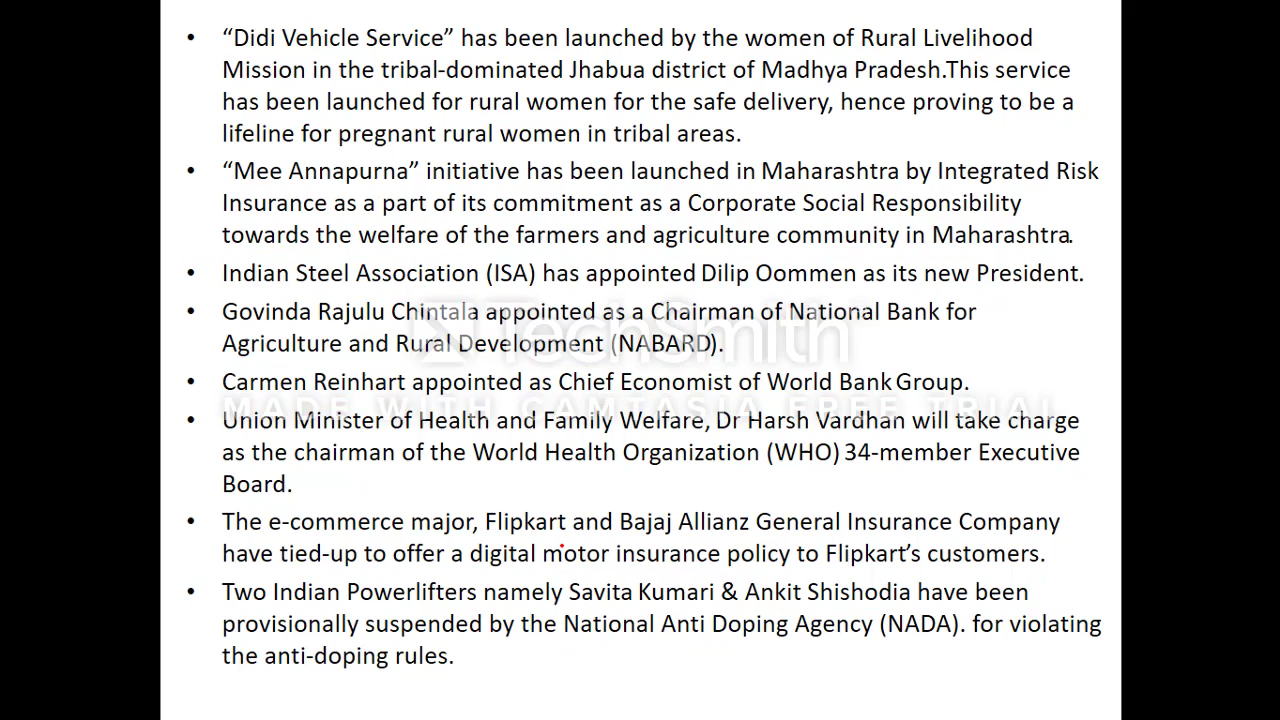 • “Didi Vehicle Service” has been launched by the women of Rural Livelihood
Mission in the tribal-dominated Jhabua district of Madhya Pradesh.This service
has been launched for rural women for the safe delivery, hence proving to be a
lifeline for pregnant rural women in tribal areas.
• “Mee Annapurna” initiative has been launched in Maharashtra by Integrated Risk
Insurance as a part of its commitment as a Corporate Social Responsibility
towards the welfare of the farmers and agriculture community in Maharashtra.
• Indian Steel Association (ISA) has appointed Dilip Oommen as its new President.
• Govinda Rajulu Chintala appointed as a Chairman of National Bank for
Agriculture and Rural Development (NABARD).
TechSmith
• Carmen Reinhart appointed as Chief Economist of World Bank Group.
MADE WITH CAMTASIA FREE TRIAL
• Union Minister of Health and Family Welfare, Dr Harsh Vardhan will take charge
as the chairman of the World Health Organization (WHO) 34-member Executive
Board.
• The e-commerce major, Flipkart and Bajaj Allianz General Insurance Company
have tied-up to offer a digital motor insurance policy to Flipkart’s customers.
• Two Indian Powerlifters namely Savita Kumari & Ankit Shishodia have been
provisionally suspended by the National Anti Doping Agency (NADA). for violating
the anti-doping rules.